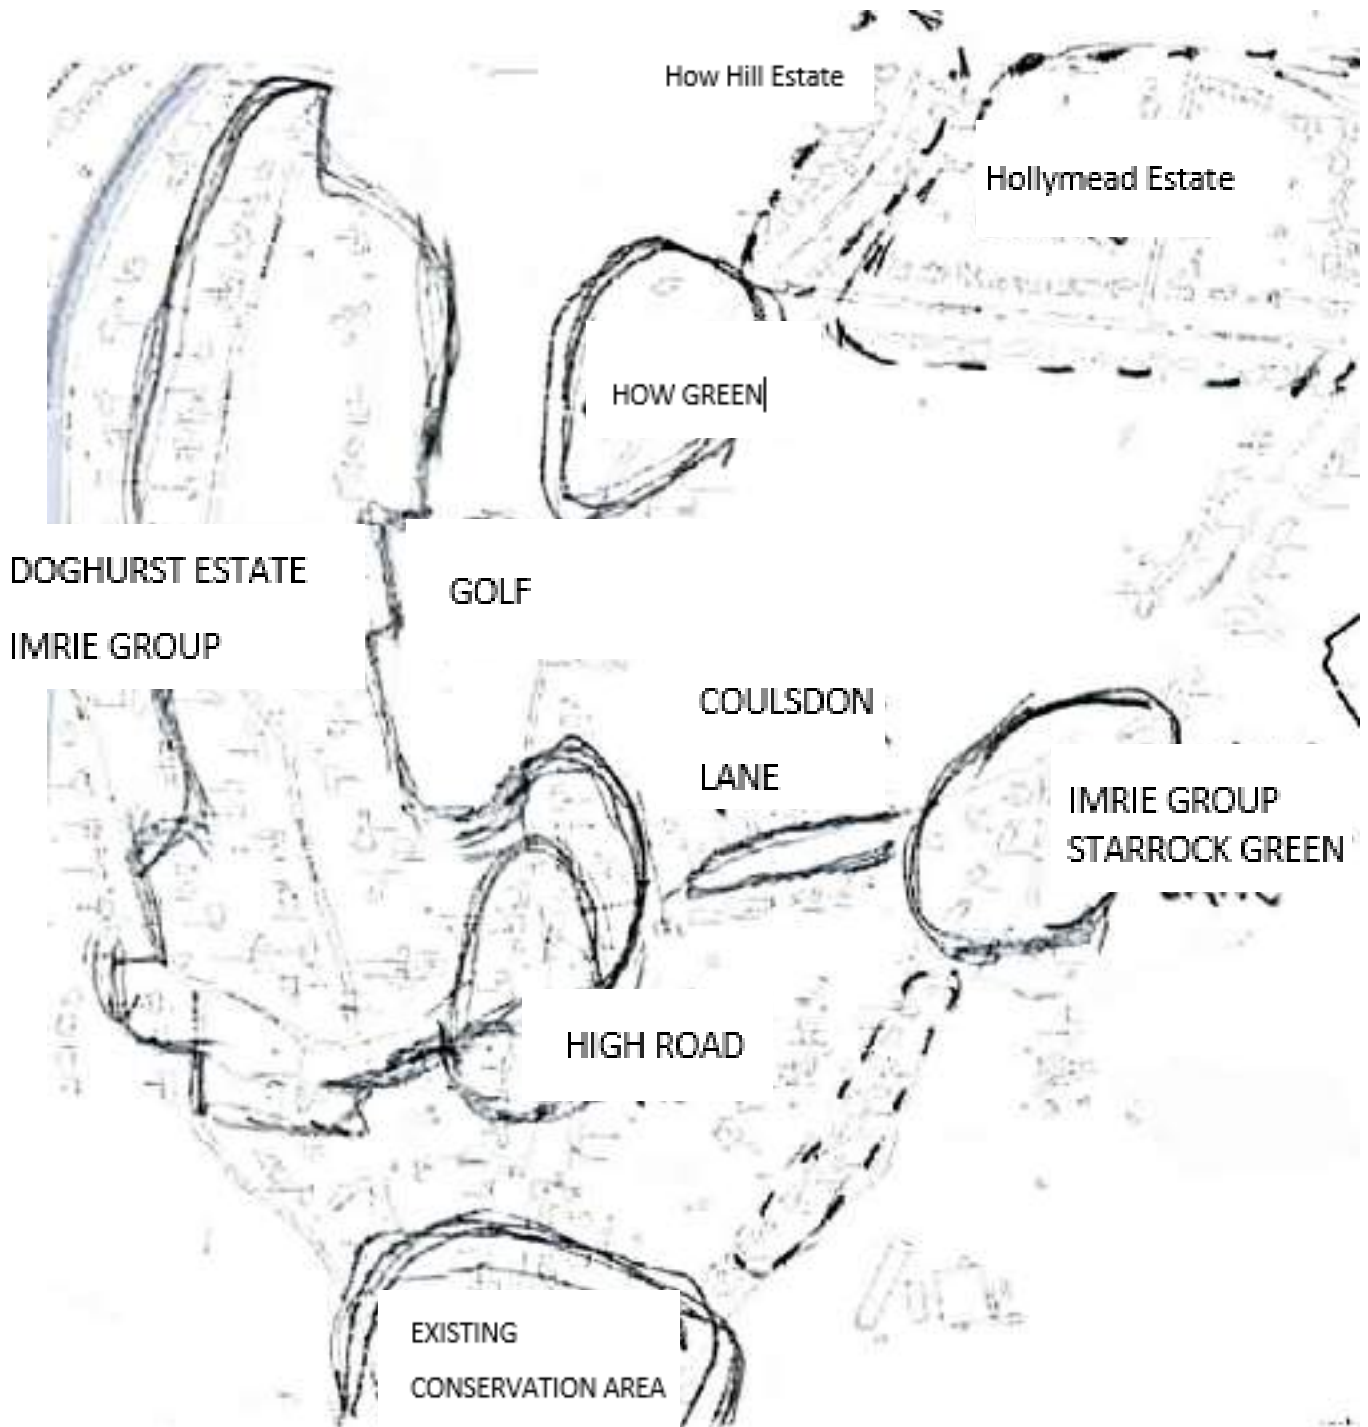 How Hill Estate
Hollymead Estate
HOW GREEN
DOGHURST ESTATE
IMRIE GROUP
GOLF
COULSDON
LANE
IMRIE GROUP
STARROCK GREEN
HIGH ROAD
EXISTING
CONSERVATION AREA